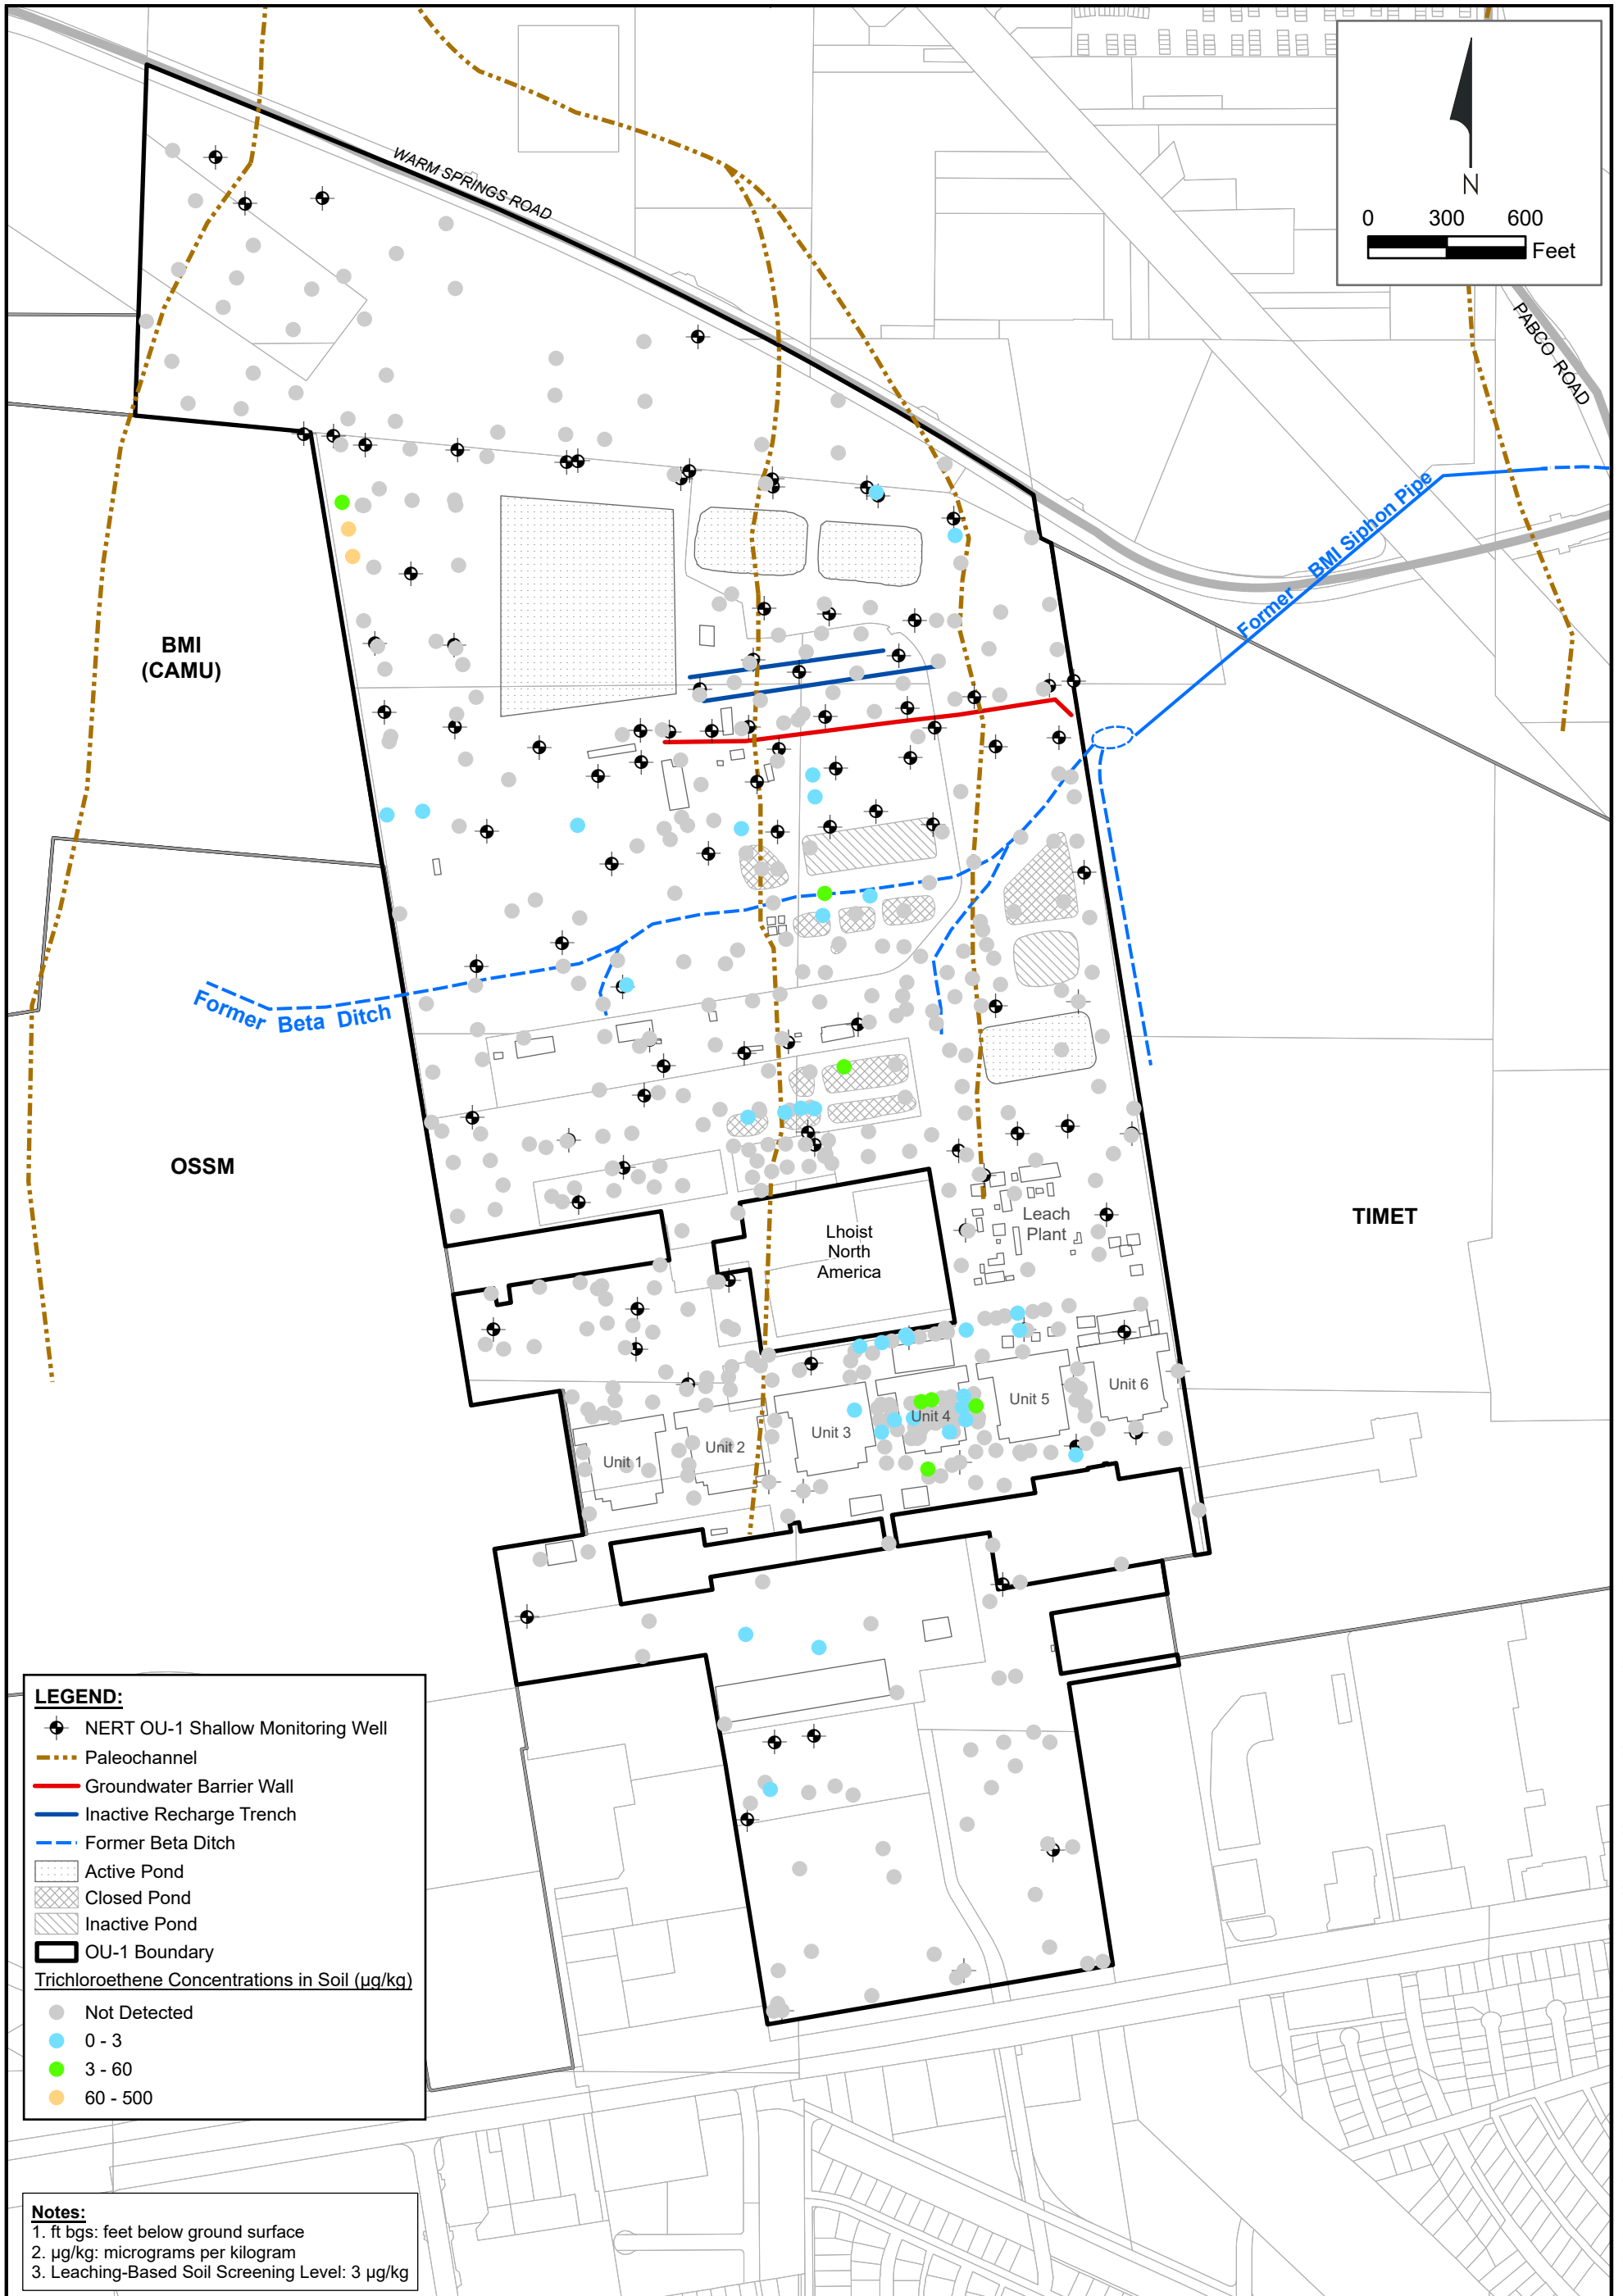 WARM SPRINGS ROAD
N
0 300 600
Feet
PABCO ROAD
Former BMI Siphon Pipe
BMI
(CAMU)
Former Beta Ditch
OSSM
Lhoist
North
America
Leach
Plant
TIMET
Unit 1
Unit 2
Unit 3
Unit 4
Unit 5
Unit 6
LEGEND:
NERT OU-1 Shallow Monitoring Well
Paleochannel
Groundwater Barrier Wall
Inactive Recharge Trench
Former Beta Ditch
Active Pond
Closed Pond
Inactive Pond
OU-1 Boundary
Trichloroethene Concentrations in Soil (µg/kg)
Not Detected
0 - 3
3 - 60
60 - 500
Notes:
1. ft bgs: feet below ground surface
2. µg/kg: micrograms per kilogram
3. Leaching-Based Soil Screening Level: 3 µg/kg